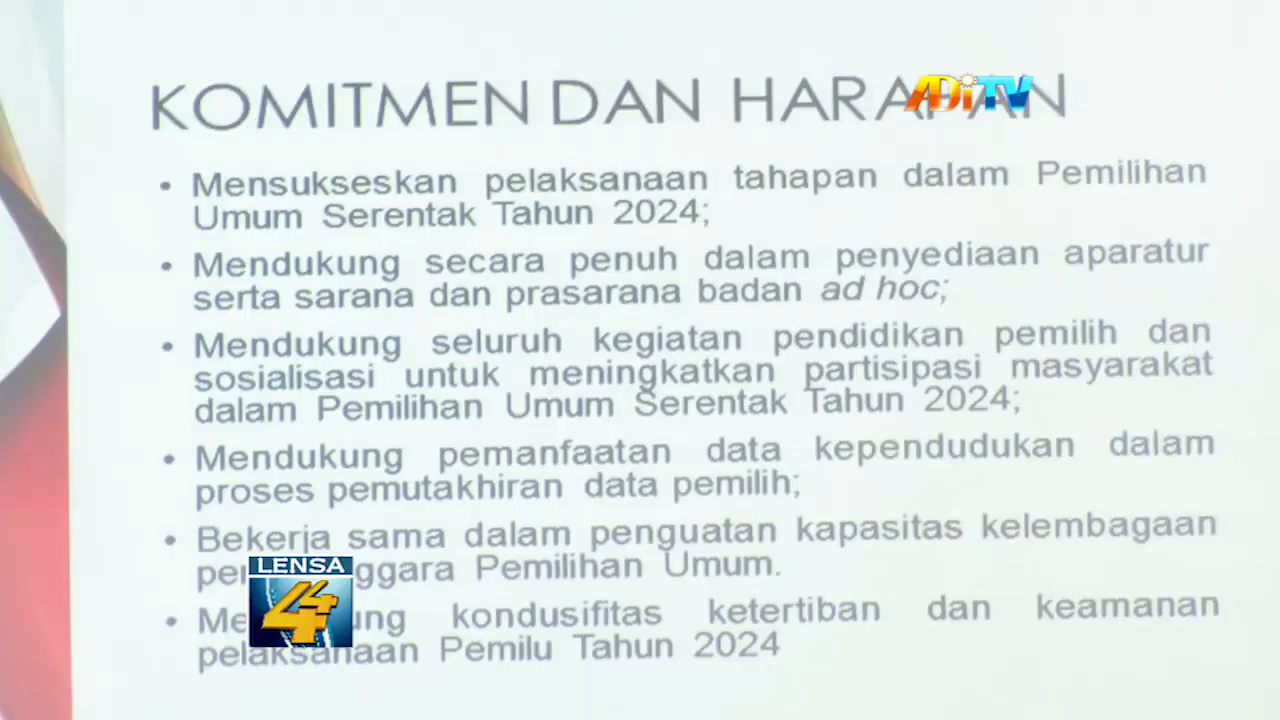 KOMITMEN DAN HARAPAN
ADiTV
• Mensukseskan pelaksanaan tahapan dalam Pemilihan
Umum Serentak Tahun 2024;
• Mendukung secara penuh dalam penyediaan aparatur
serta sarana dan prasarana badan ad hoc;
• Mendukung seluruh kegiatan pendidikan pemilih dan
sosialisasi untuk meningkatkan partisipasi masyarakat
dalam Pemilihan Umum Serentak Tahun 2024;
• Mendukung pemanfaatan data kependudukan dalam
proses pemutakhiran data pemilih;
• Bekerja sama dalam penguatan kapasitas kelembagaan
Pemilihan Umum.
• kondusifitas ketertiban dan keamanan
pelaksanaan Pemilu Tahun 2024
LENSA
44